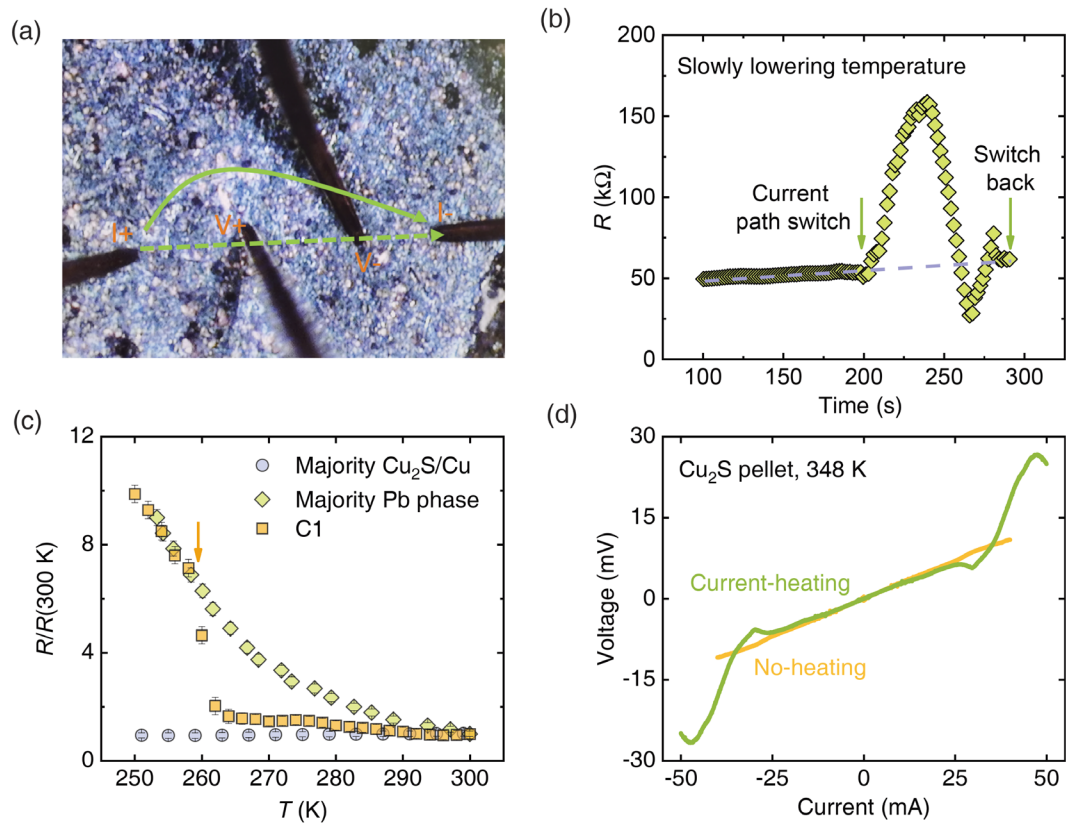 (a)
I+
V+
V-
I-
(b)
200
150
100
50
0
R (kΩ)
Slowly lowering temperature
Current
path switch
Switch
back
100
150
200
250
300
Time (s)
(c)
12
8
4
0
R/R(300 K)
Majority Cu₂S/Cu
Majority Pb phase
C1
250
260
270
280
290
300
T (K)
(d)
30
15
0
-15
-30
Voltage (mV)
Cu₂S pellet, 348 K
Current-heating
No-heating
-50
-25
0
25
50
Current (mA)